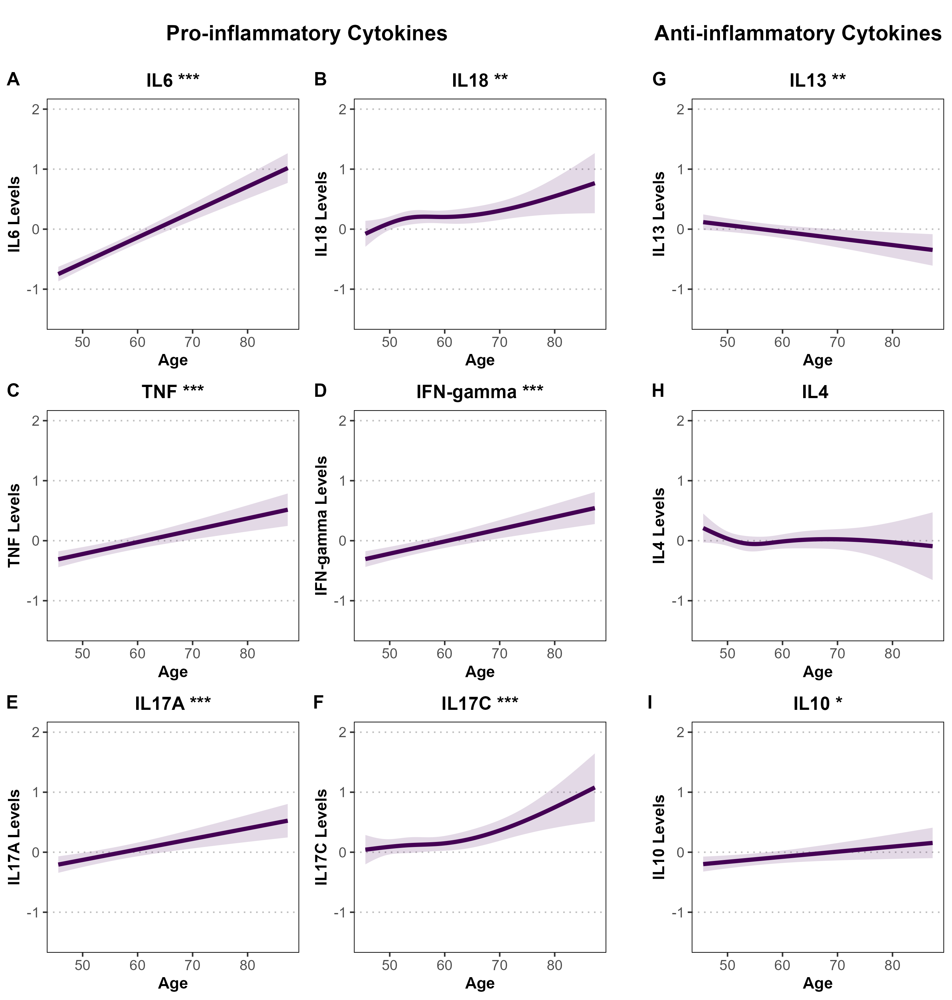 Pro-inflammatory Cytokines
Anti-inflammatory Cytokines
A
IL6 ***
IL6 Levels
2
1
0
-1
50 60 70 80
Age
B
IL18 **
IL18 Levels
2
1
0
-1
50 60 70 80
Age
G
IL13 **
IL13 Levels
2
1
0
-1
50 60 70 80
Age
C
TNF ***
TNF Levels
2
1
0
-1
50 60 70 80
Age
D
IFN-gamma ***
IFN-gamma Levels
2
1
0
-1
50 60 70 80
Age
H
IL4
IL4 Levels
2
1
0
-1
50 60 70 80
Age
E
IL17A ***
IL17A Levels
2
1
0
-1
50 60 70 80
Age
F
IL17C ***
IL17C Levels
2
1
0
-1
50 60 70 80
Age
I
IL10 *
IL10 Levels
2
1
0
-1
50 60 70 80
Age